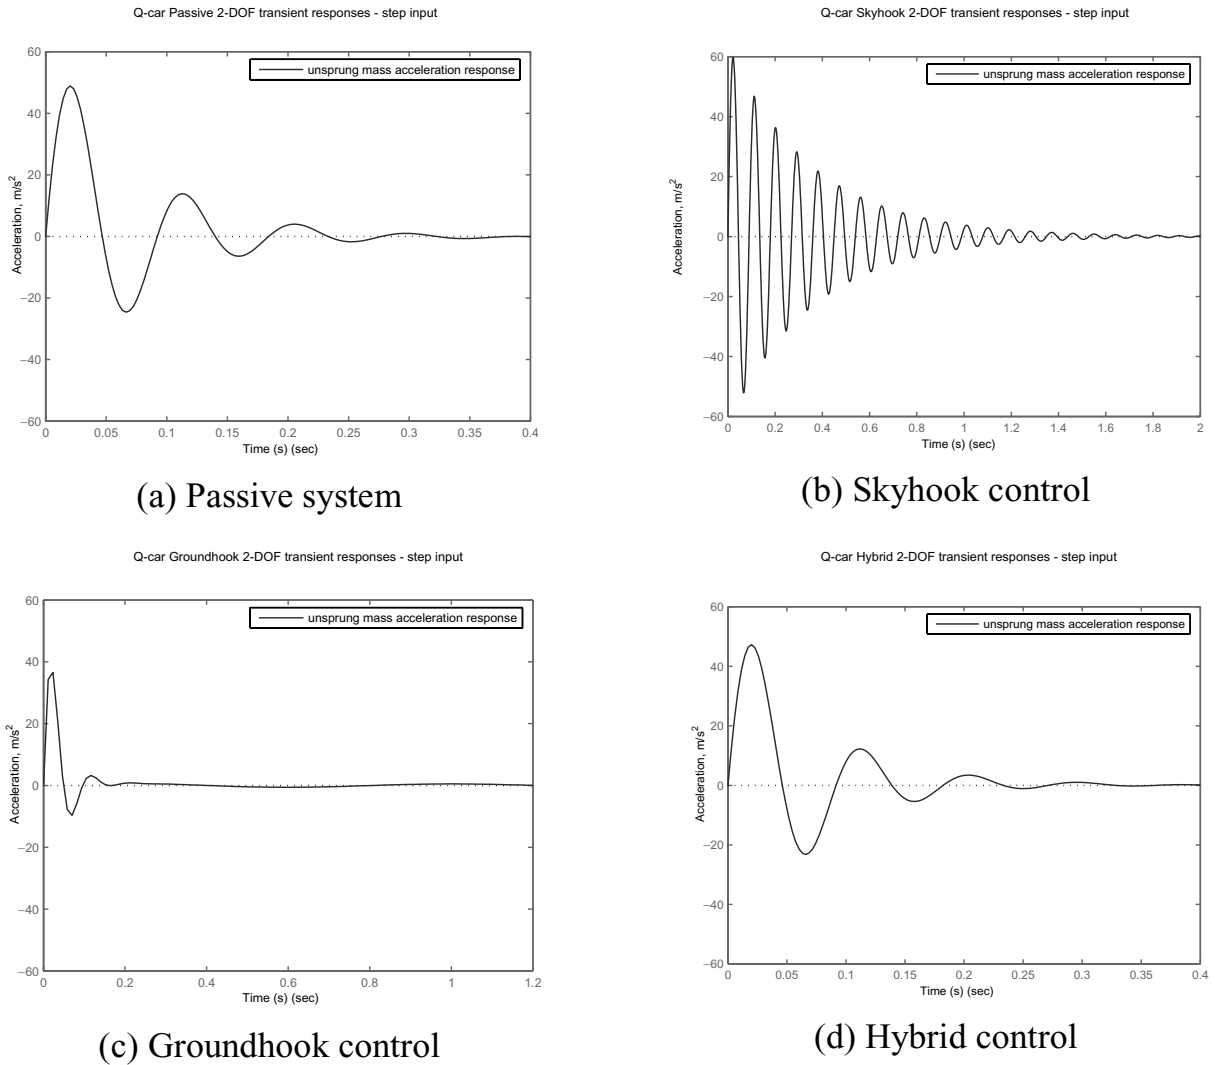 Q-car Passive 2-DOF transient responses - step input
unsprung mass acceleration response
Acceleration, m/s²
60
40
20
0
−20
−40
−60
0 0.05 0.1 0.15 0.2 0.25 0.3 0.35 0.4
Time (s) (sec)
(a) Passive system
Q-car Skyhook 2-DOF transient responses - step input
unsprung mass acceleration response
Acceleration, m/s²
60
40
20
0
−20
−40
−60
0 0.2 0.4 0.6 0.8 1 1.2 1.4 1.6 1.8 2
Time (s) (sec)
(b) Skyhook control
Q-car Groundhook 2-DOF transient responses - step input
unsprung mass acceleration response
Acceleration, m/s²
60
40
20
0
−20
−40
−60
0 0.2 0.4 0.6 0.8 1 1.2
Time (s) (sec)
(c) Groundhook control
Q-car Hybrid 2-DOF transient responses - step input
unsprung mass acceleration response
Acceleration, m/s²
60
40
20
0
−20
−40
−60
0 0.05 0.1 0.15 0.2 0.25 0.3 0.35 0.4
Time (s) (sec)
(d) Hybrid control